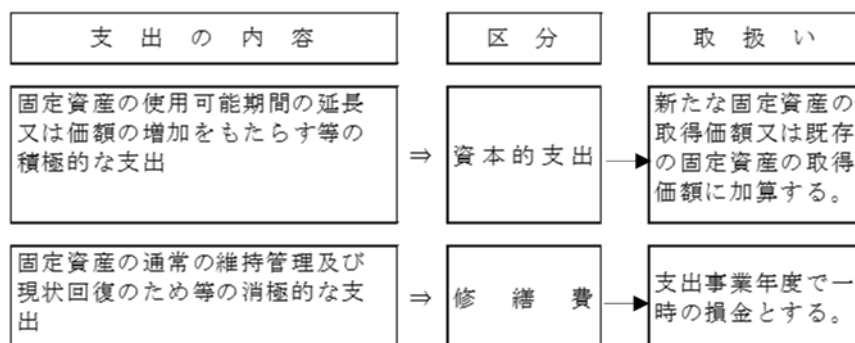 支出の内容
区分
取扱い
固定資産の使用可能期間の延長
又は価額の増加をもたらす等の
積極的な支出
⇒
資本的支出
新たな固定資産の
取得価額又は既存
の固定資産の取得
価額に加算する。
固定資産の通常の維持管理及び
現状回復のため等の消極的な支
出
⇒
修繕費
支出事業年度で一
時の損金とする。